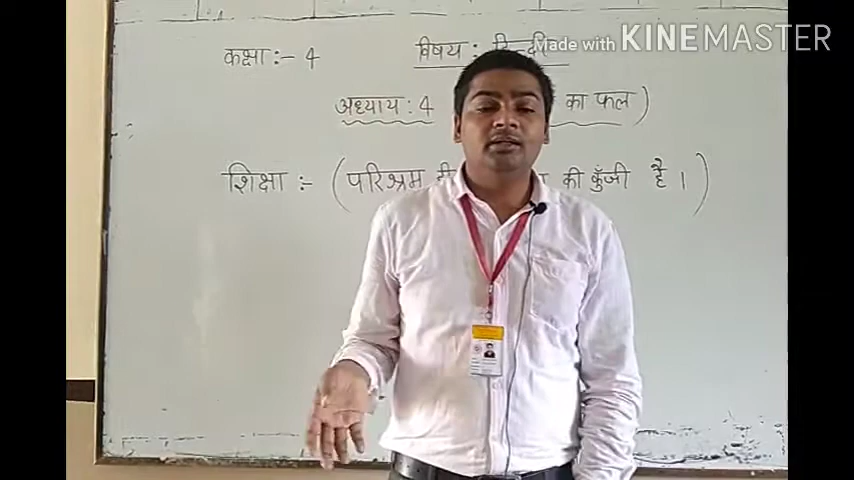 Made with KINEMASTER
कक्षा :- 4 विषय :
अध्याय : 4 का फल )
शिक्षा :- ( परिश्रम की कुँजी है । )